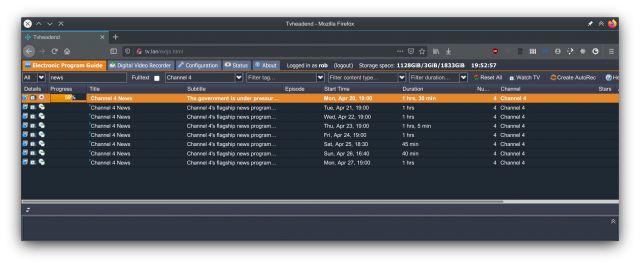 Tvheadend - Mozilla Firefox
Tvheadend
tv.lan/extjs.html
Electronic Program Guide Digital Video Recorder Configuration Status About Logged in as rob (logout) Storage space: 1128GiB/3GiB/1833GiB 19:52:57
All news Fulltext Channel 4 Filter tag... Filter content type... Filter duration... Reset All Watch TV Create AutoRec He
Details Progress Title Subtitle Episode Start Time Duration Nu... Channel Stars
Channel 4 News The government is under pressur... Mon, Apr 20, 19:00 1 hrs, 30 min 4 Channel 4
Channel 4 News Channel 4's flagship news program... Tue, Apr 21, 19:00 1 hrs 4 Channel 4
Channel 4 News Channel 4's flagship news program... Wed, Apr 22, 19:00 1 hrs 4 Channel 4
Channel 4 News Channel 4's flagship news program... Thu, Apr 23, 19:00 1 hrs, 5 min 4 Channel 4
Channel 4 News Channel 4's flagship news program... Fri, Apr 24, 19:00 1 hrs 4 Channel 4
Channel 4 News Channel 4's flagship news program... Sat, Apr 25, 18:30 45 min 4 Channel 4
Channel 4 News Channel 4's flagship news program... Sun, Apr 26, 16:40 40 min 4 Channel 4
Channel 4 News Channel 4's flagship news program... Mon, Apr 27, 19:00 1 hrs 4 Channel 4